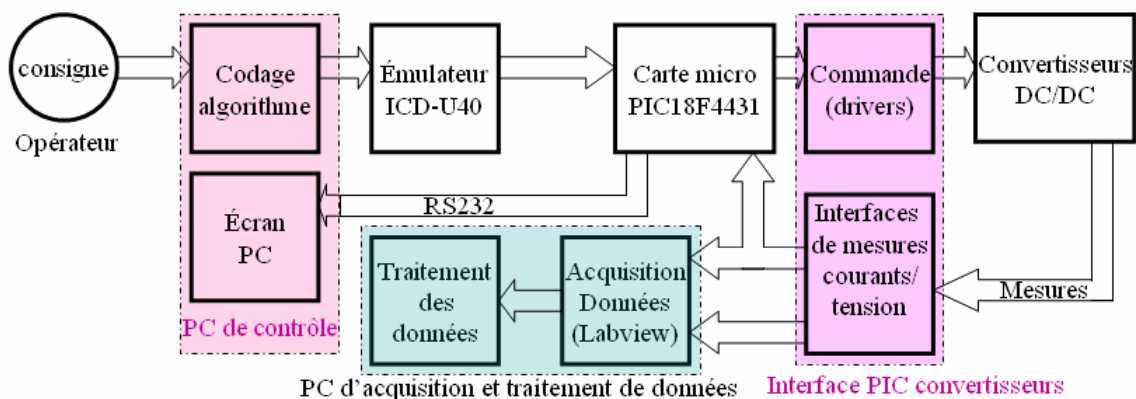 consigne
Opérateur
Codage
algorithme
Émulateur
ICD-U40
Carte micro
PIC18F4431
Commande
(drivers)
Convertisseurs
DC/DC
Écran
PC
PC de contrôle
RS232
Traitement
des
données
Acquisition
Données
(Labview)
PC d’acquisition et traitement de données
Interfaces
de mesures
courants/
tension
Interface PIC convertisseurs
Mesures